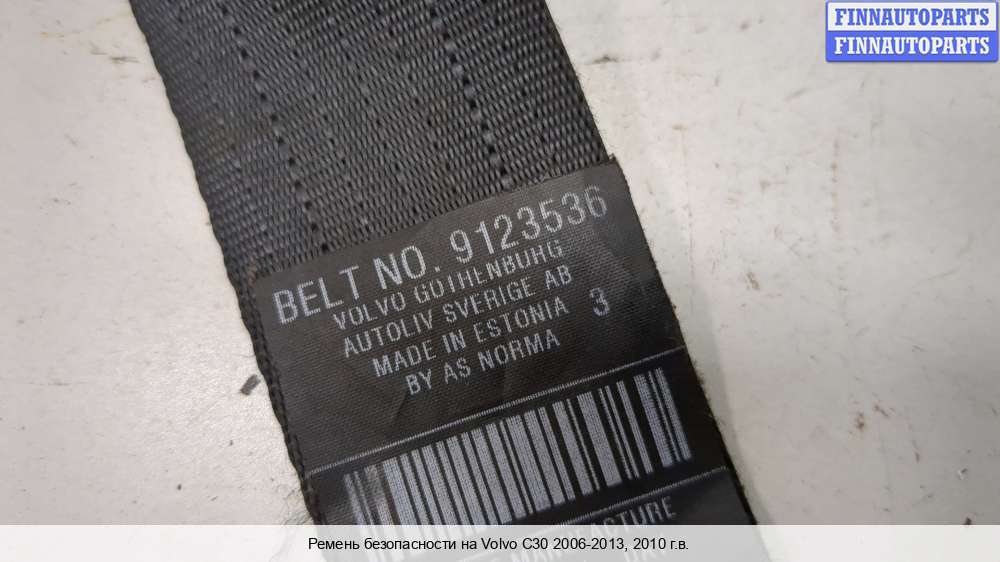 FINNAUTOPARTS
FINNAUTOPARTS
BELT NO. 9123536
VOLVO GOTHENBURG
AUTOLIV SVERIGE AB
MADE IN ESTONIA 3
BY AS NORMA
Ремень безопасности на Volvo C30 2006-2013, 2010 г.в.